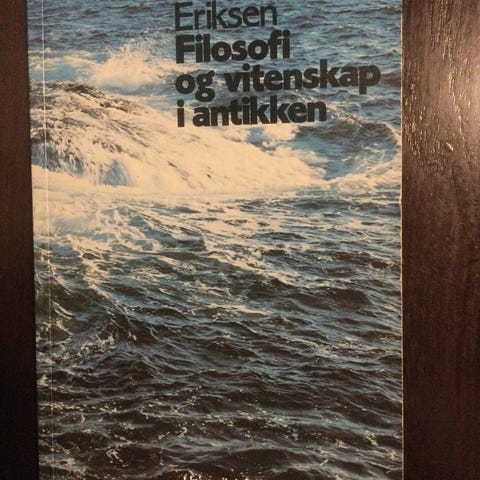 Eriksen
Filosofi
og vitenskap
i antikken